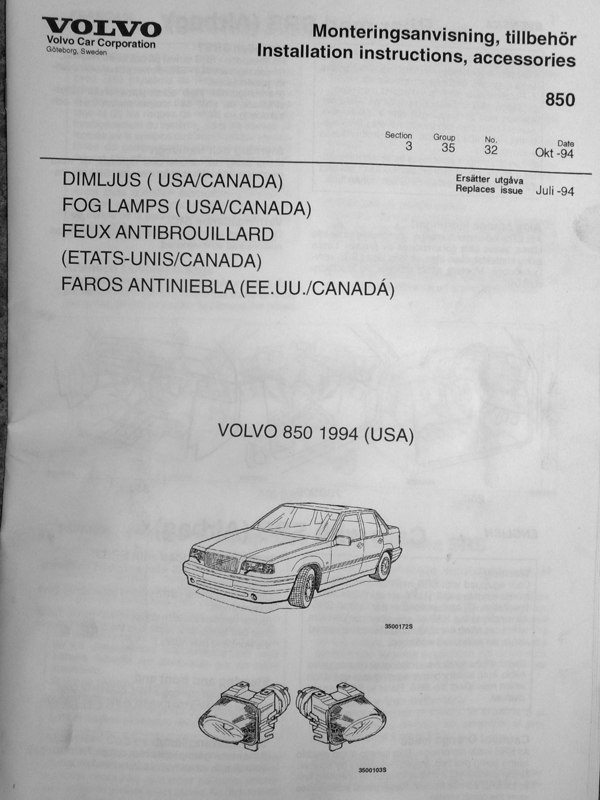 VOLVO
Volvo Car Corporation
Göteborg, Sweden
Monteringsanvisning, tillbehör
Installation instructions, accessories
850
Section Group No. Date
3 35 32 Okt -94
Ersätter utgåva
Replaces issue Juli -94
DIMLJUS ( USA/CANADA)
FOG LAMPS ( USA/CANADA)
FEUX ANTIBROUILLARD
(ETATS-UNIS/CANADA)
FAROS ANTINIEBLA (EE.UU./CANADÁ)
VOLVO 850 1994 (USA)
3500172S
3500103S